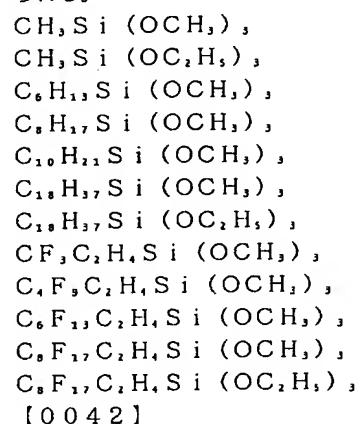 CH₃Si(OCH₃)₃
CH₃Si(OC₂H₅)₃
C₆H₁₃Si(OCH₃)₃
C₈H₁₇Si(OCH₃)₃
C₁₀H₂₁Si(OCH₃)₃
C₁₈H₃₇Si(OCH₃)₃
C₁₈H₃₇Si(OC₂H₅)₃
CF₃C₂H₄Si(OCH₃)₃
C₄F₉C₂H₄Si(OCH₃)₃
C₆F₁₃C₂H₄Si(OCH₃)₃
C₈F₁₇C₂H₄Si(OCH₃)₃
C₈F₁₇C₂H₄Si(OC₂H₅)₃
【0042】